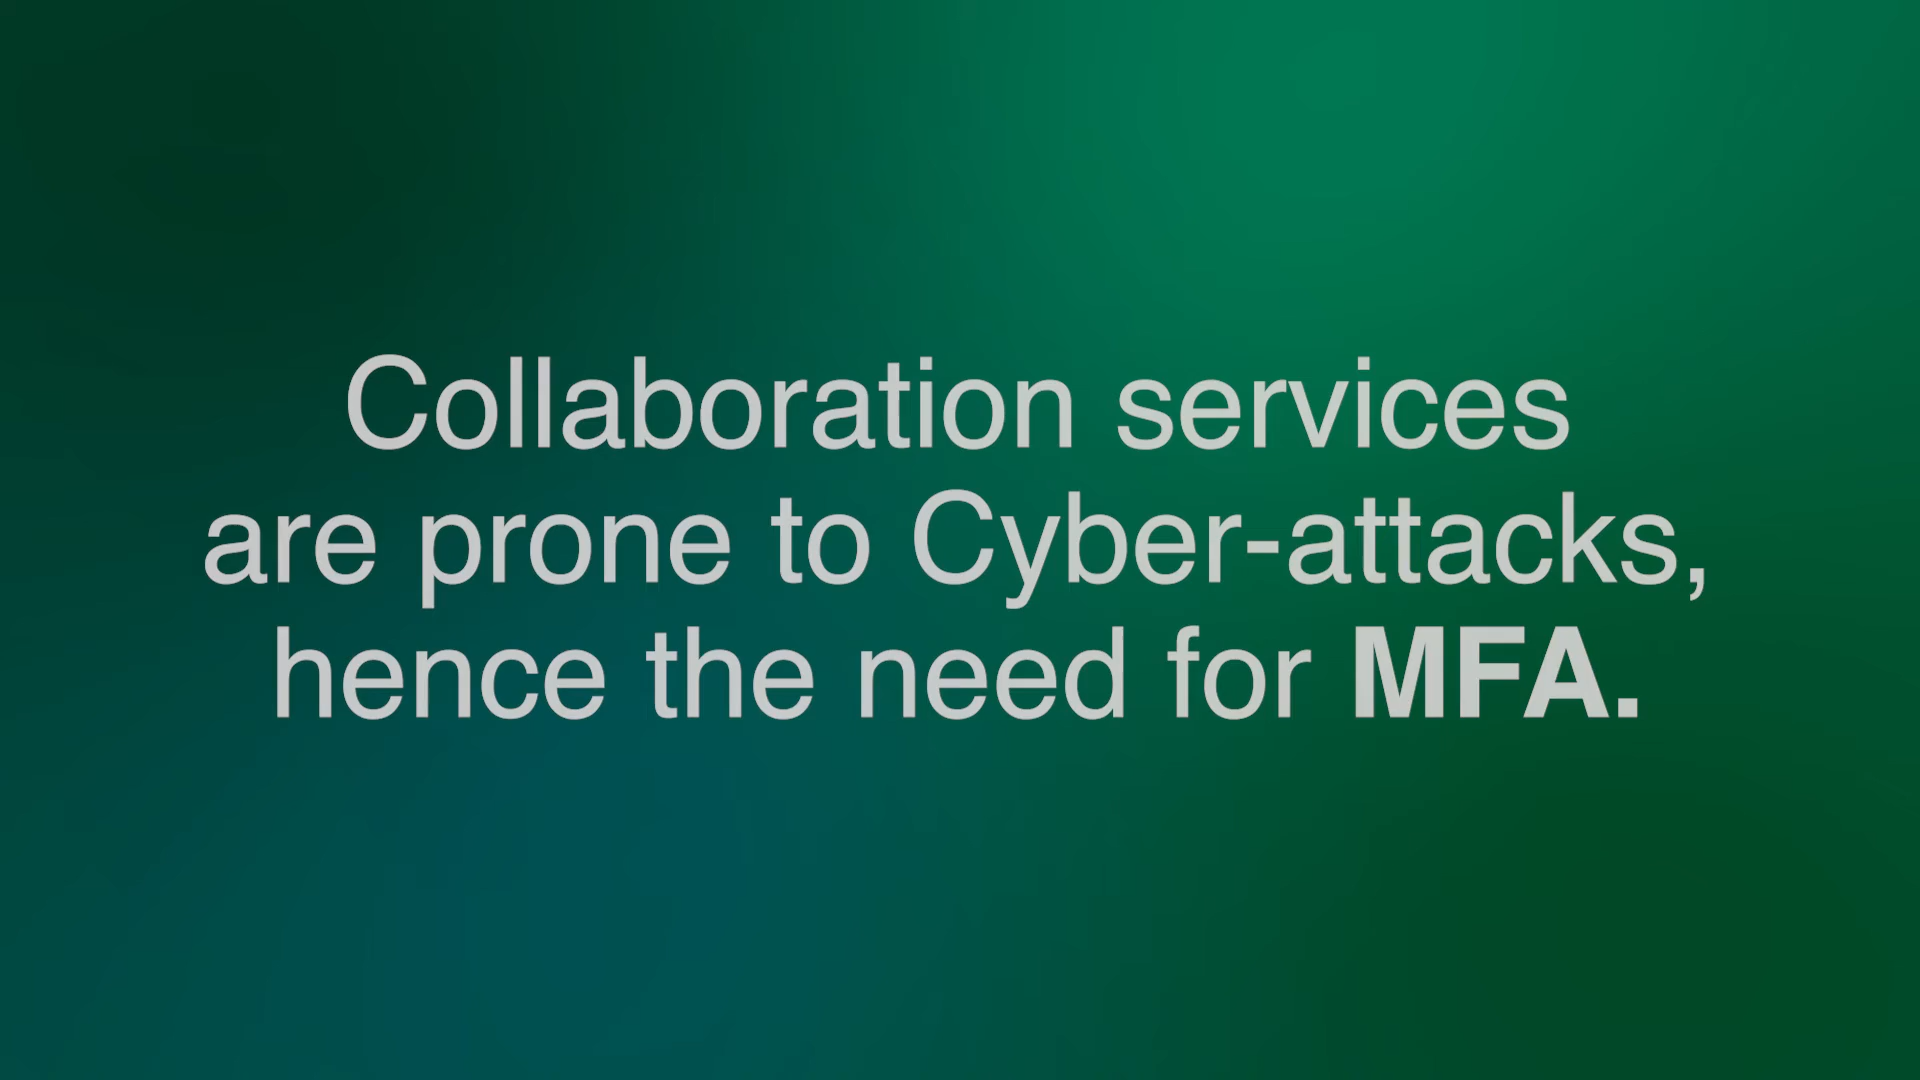 Collaboration services
are prone to Cyber-attacks,
hence the need for MFA.